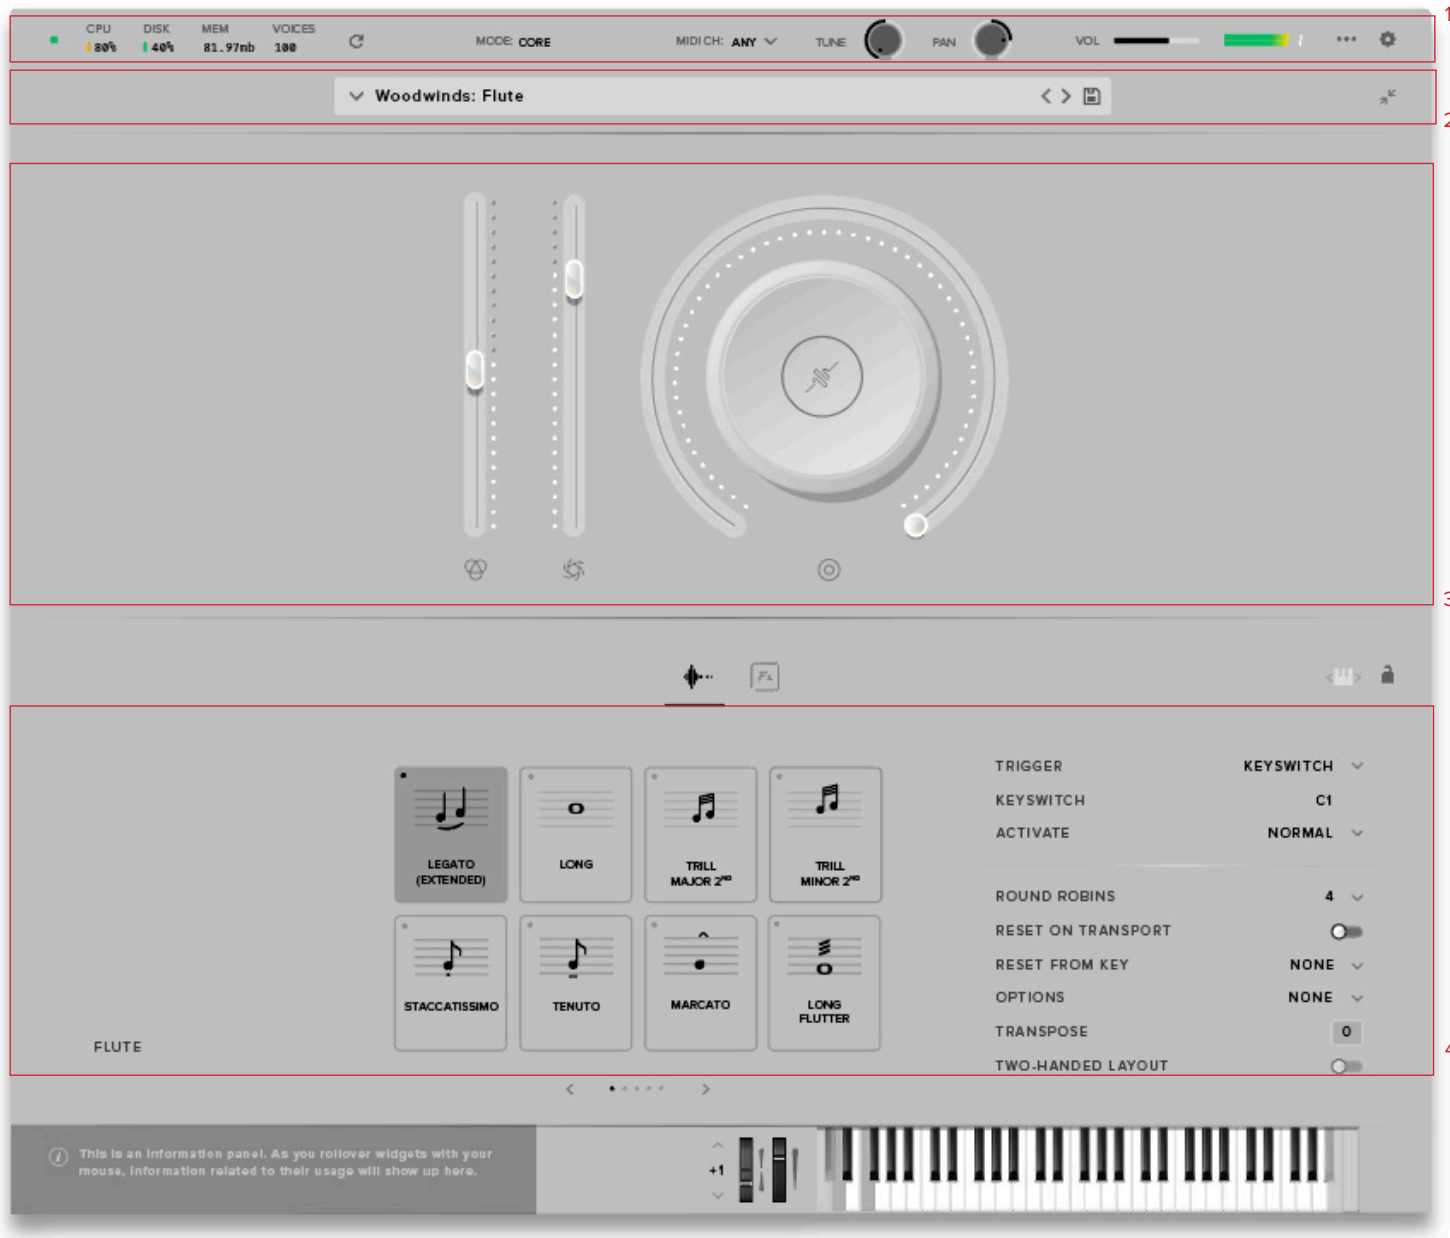 1
CPU DISK MEM VOICES
80% 40% 81.97mb 100
MODE: CORE
MIDI CH: ANY
TUNE
PAN
VOL
Woodwinds: Flute
2
3
FL
LEGATO
(EXTENDED)
LONG
TRILL
MAJOR 2ND
TRILL
MINOR 2ND
STACCATISSIMO
TENUTO
MARCATO
LONG
FLUTTER
FLUTE
TRIGGER KEYSWITCH
KEYSWITCH C1
ACTIVATE NORMAL
ROUND ROBINS 4
RESET ON TRANSPORT
RESET FROM KEY NONE
OPTIONS NONE
TRANSPOSE 0
TWO-HANDED LAYOUT
4
i
This is an information panel. As you rollover widgets with your
mouse, information related to their usage will show up here.
+1